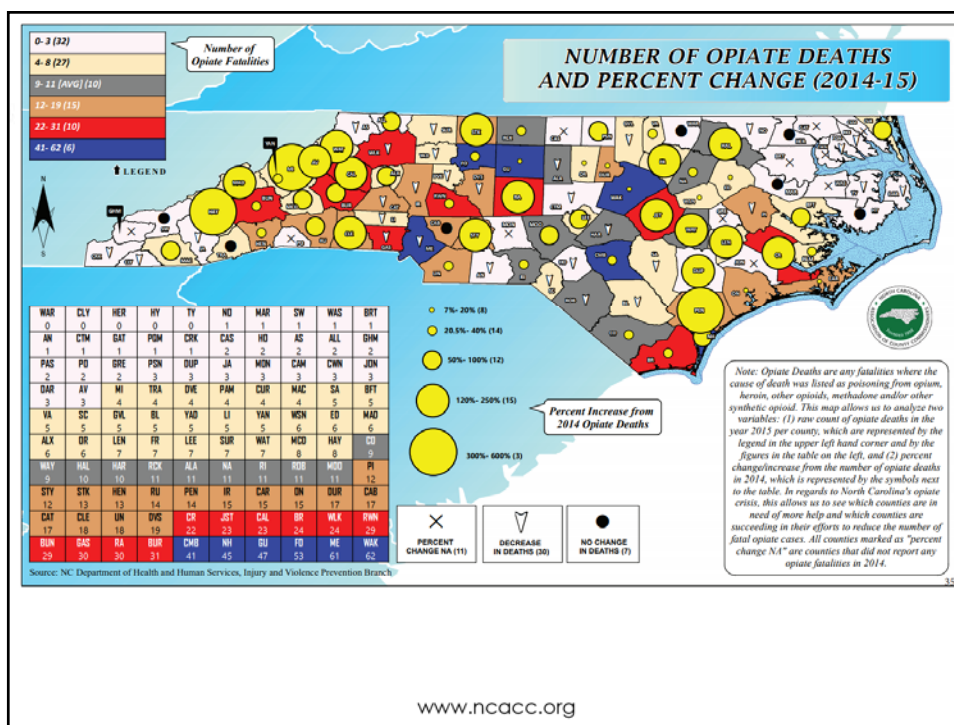 NUMBER OF OPIATE DEATHS
AND PERCENT CHANGE (2014-15)
Number of
Opiate Fatalities
0- 3 (32)
4- 8 (27)
9- 11 [AVG] (10)
12- 19 (15)
22- 31 (10)
41- 62 (6)
LEGEND
N
S
WAR CLY HER HY TY NO MAR SW WAS BRT
0 0 0 0 0 1 1 1 1 1
AN CTM GAT PQM CRK CAS HO AS ALL GHM
1 1 1 1 1 2 2 2 2 2
PAS PO GRE PSN DUP JA MON CAM CWN JON
2 2 2 3 3 3 3 3 3 3
DAR AV MI TRA DVE PAM CUR MAC SA BFT
3 3 4 4 4 4 4 4 5 5
VA SC GVL BL YAD LI YAN WSN ED MAD
5 5 5 5 5 5 5 6 6 6
ALX OR LEN FR LEE SUR WAT MCD HAY CO
6 6 7 7 7 7 7 8 8 9
WAY HAL HAR RCK ALA NA RI ROB MOO PI
9 10 10 11 11 11 11 11 11 12
STY STK HEN RU PEN IR CAR ON DUR CAB
12 13 13 14 14 15 15 15 17 17
CAT CLE UN DVS CR JST CAL BR WLK RWN
17 18 18 19 22 23 24 24 24 29
BUN GAS RA BUR CMB NH GU FO ME WAK
29 30 30 31 41 45 47 53 61 62
Source: NC Department of Health and Human Services, Injury and Violence Prevention Branch
7%- 20% (8)
20.5%- 40% (14)
50%- 100% (12)
120%- 250% (15)
300%- 600% (3)
Percent Increase from
2014 Opiate Deaths
PERCENT
CHANGE NA (11)
DECREASE
IN DEATHS (30)
NO CHANGE
IN DEATHS (7)
NORTH CAROLINA
ASSOCIATION OF COUNTY COMMISSIONERS
Note: Opiate Deaths are any fatalities where the
cause of death was listed as poisoning from opium,
heroin, other opioids, methadone and/or other
synthetic opioid. This map allows us to analyze two
variables: (1) raw count of opiate deaths in the
year 2015 per county, which are represented by the
legend in the upper left hand corner and by the
figures in the table on the left, and (2) percent
change/increase from the number of opiate deaths
in 2014, which is represented by the symbols next
to the table. In regards to North Carolina's opiate
crisis, this allows us to see which counties are
in need of more help and which counties are
succeeding in their efforts to reduce the number of
fatal opiate cases. All counties marked as "percent
change NA" are counties that did not report any
opiate fatalities in 2014.
35
www.ncacc.org